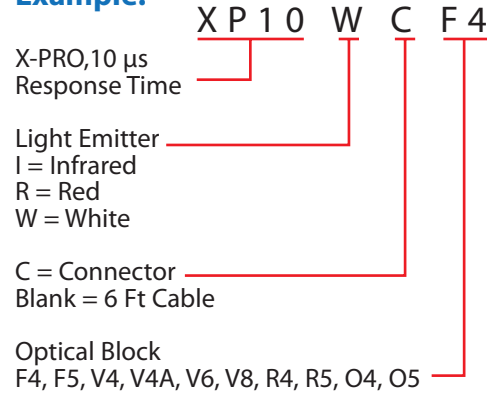 Example:
X P 1 0 W C F 4
X-PRO,10 µs
Response Time
Light Emitter
I = Infrared
R = Red
W = White
C = Connector
Blank = 6 Ft Cable
Optical Block
F4, F5, V4, V4A, V6, V8, R4, R5, O4, O5